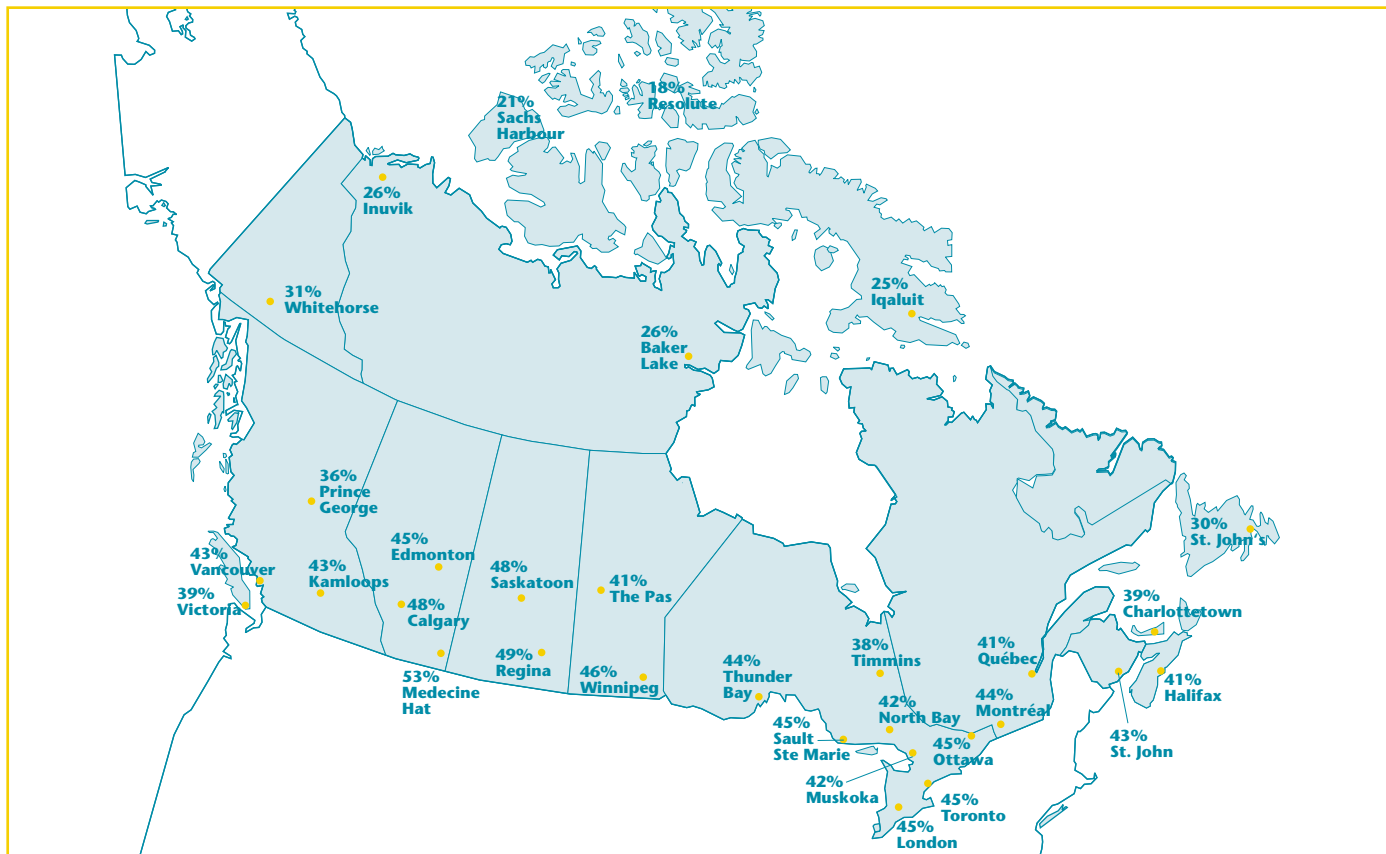 18%
Resolute
21%
Sachs
Harbour
26%
Inuvik
31%
Whitehorse
25%
Iqaluit
26%
Baker
Lake
36%
Prince
George
43%
Vancouver
39%
Victoria
43%
Kamloops
45%
Edmonton
48%
Calgary
53%
Medecine
Hat
48%
Saskatoon
49%
Regina
41%
The Pas
46%
Winnipeg
44%
Thunder
Bay
38%
Timmins
42%
North Bay
45%
Sault
Ste Marie
42%
Muskoka
45%
Ottawa
45%
Toronto
45%
London
41%
Québec
44%
Montréal
30%
St. John's
39%
Charlottetown
41%
Halifax
43%
St. John